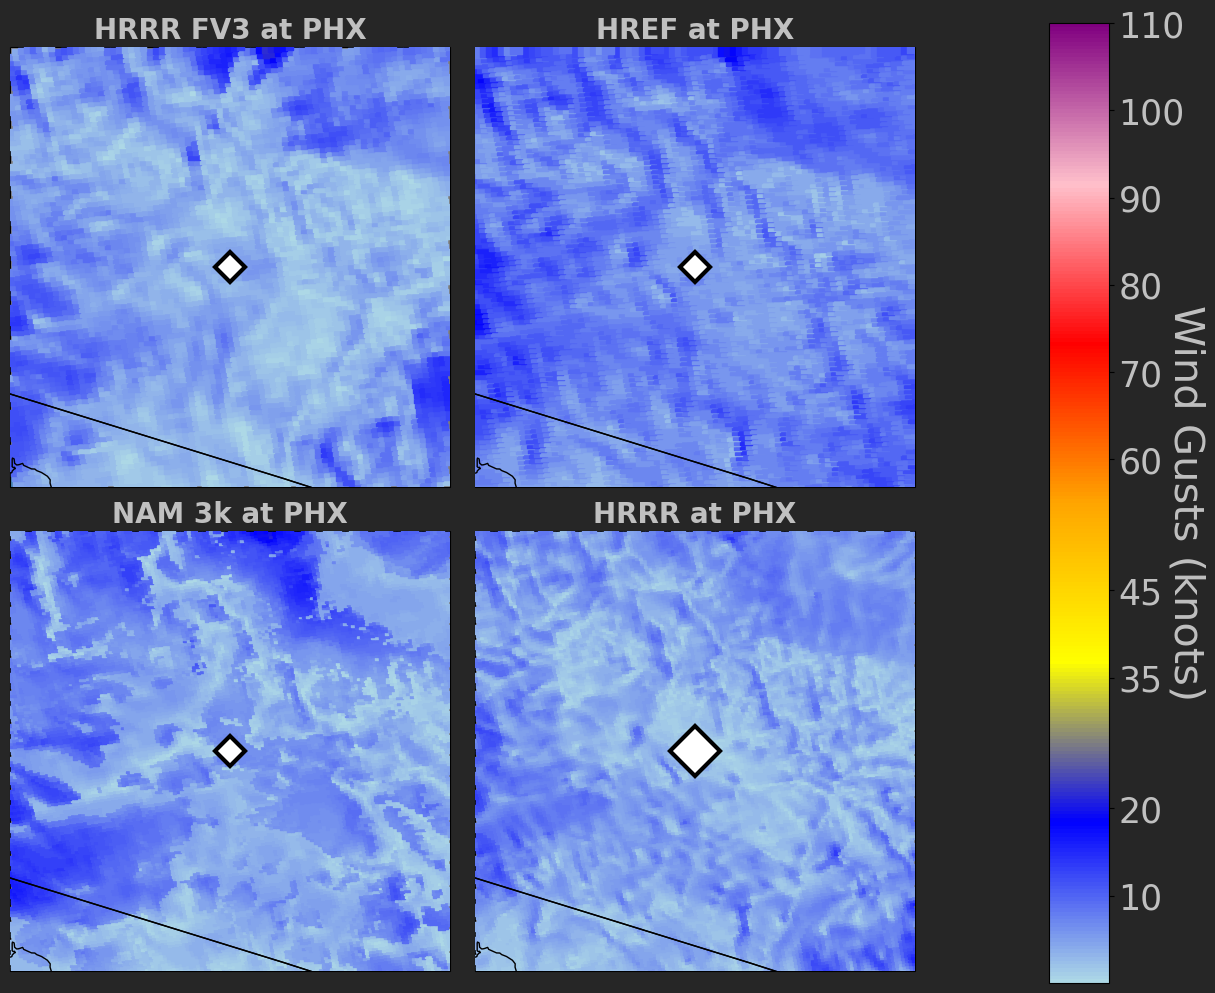 HRRR FV3 at PHX
HREF at PHX
NAM 3k at PHX
HRRR at PHX
110
100
90
80
70
60
45
35
20
10
Wind Gusts (knots)